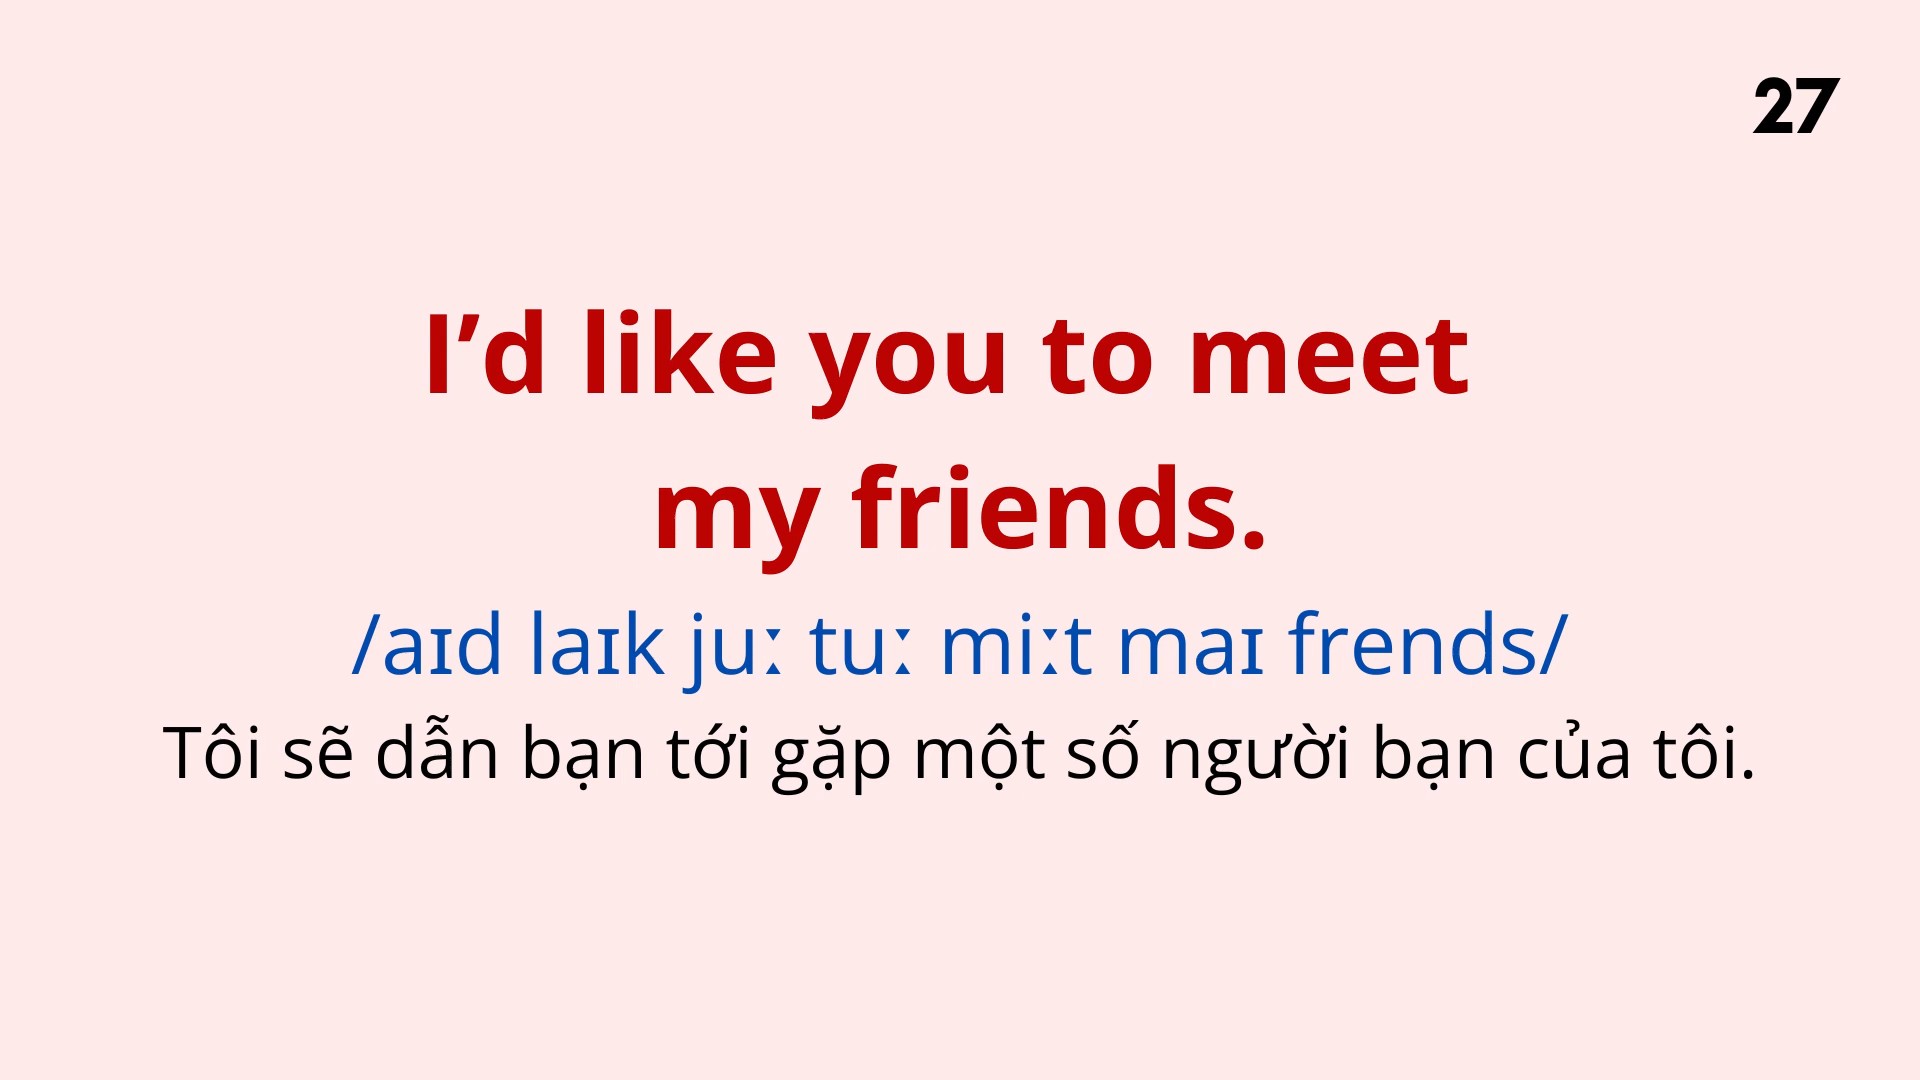 27
I’d like you to meet
my friends.
/aɪd laɪk juː tuː miːt maɪ frends/
Tôi sẽ dẫn bạn tới gặp một số người bạn của tôi.